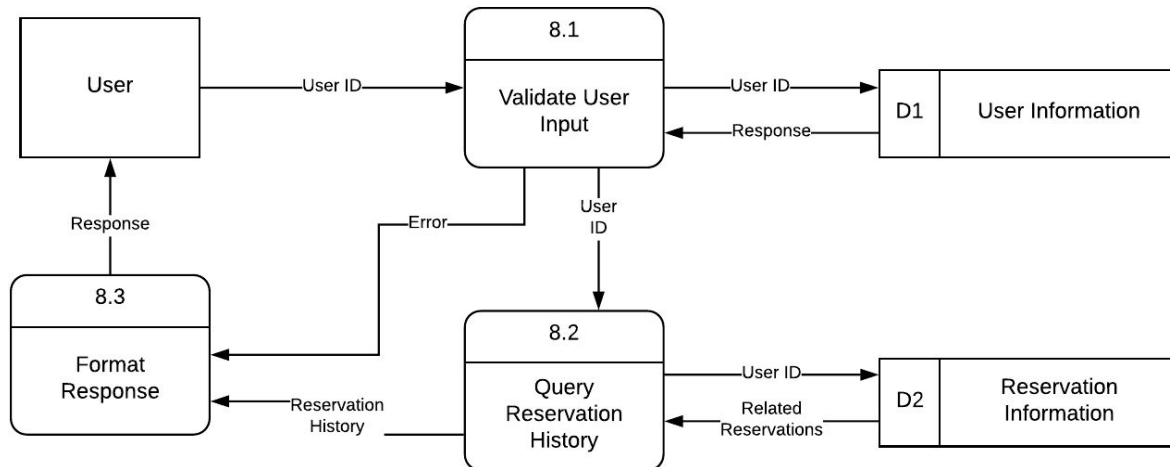 8.1
User
User ID
Validate User
Input
User ID
Response
D1
User Information
Response
Error
User
ID
8.3
Format
Response
8.2
Query
Reservation
History
Reservation
History
User ID
Related
Reservations
D2
Reservation
Information